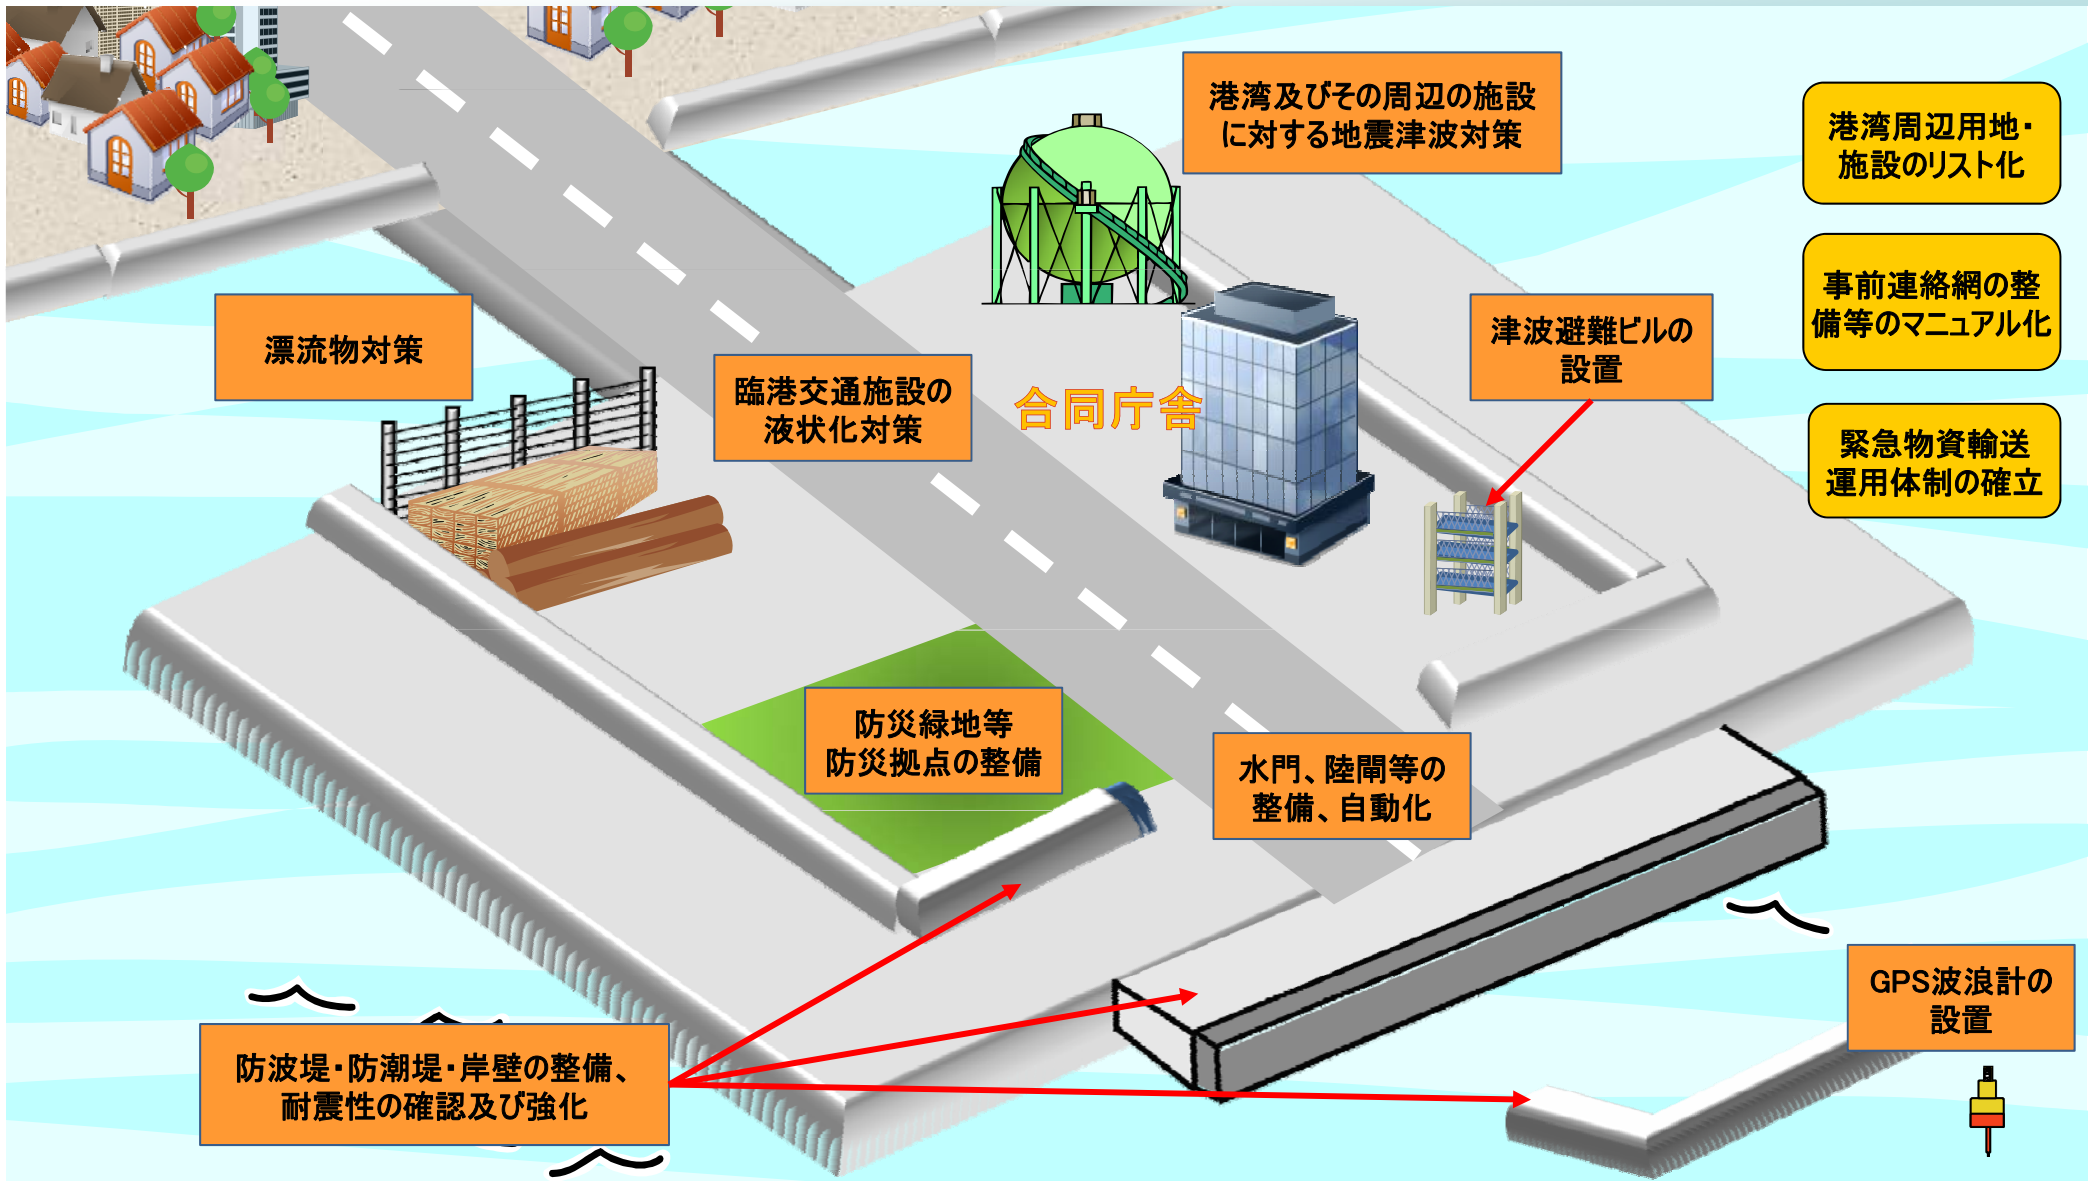 港湾及びその周辺の施設
に対する地震津波対策
港湾周辺用地・
施設のリスト化
事前連絡網の整
備等のマニュアル化
緊急物資輸送
運用体制の確立
漂流物対策
臨港交通施設の
液状化対策
合同庁舎
津波避難ビルの
設置
防災緑地等
防災拠点の整備
水門、陸閘等の
整備、自動化
GPS波浪計の
設置
防波堤・防潮堤・岸壁の整備、
耐震性の確認及び強化